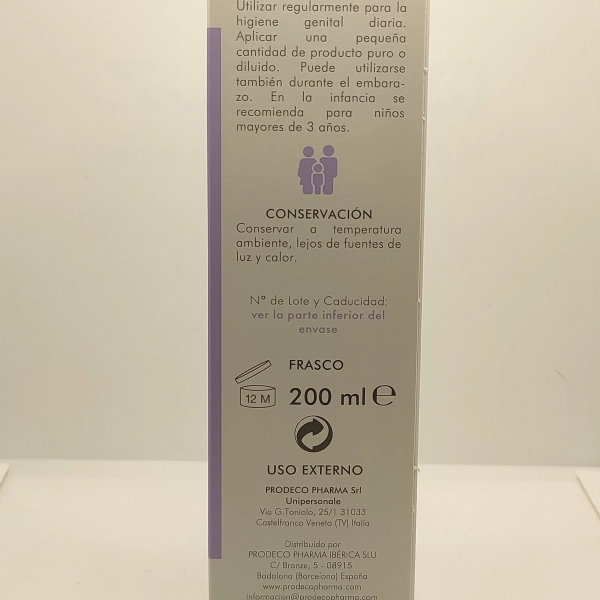 Utilizar regularmente para la
higiene genital diaria.
Aplicar una pequeña
cantidad de producto puro o
diluido. Puede utilizarse
también durante el embara-
zo. En la infancia se
recomienda para niños
mayores de 3 años.
CONSERVACIÓN
Conservar a temperatura
ambiente, lejos de fuentes de
luz y calor.
Nº de Lote y Caducidad:
ver la parte inferior del
envase
FRASCO
12 M 200 ml e
USO EXTERNO
PRODECO PHARMA Srl
Unipersonale
Via G.Toniolo, 25/1 31033
Castelfranco Veneto (TV) Italia
Distribuido por
PRODECO PHARMA IBÉRICA SLU
C/ Bronze, 5 - 08915
Badalona (Barcelona) España
www.prodecopharma.com
informacion@prodecopharma.com